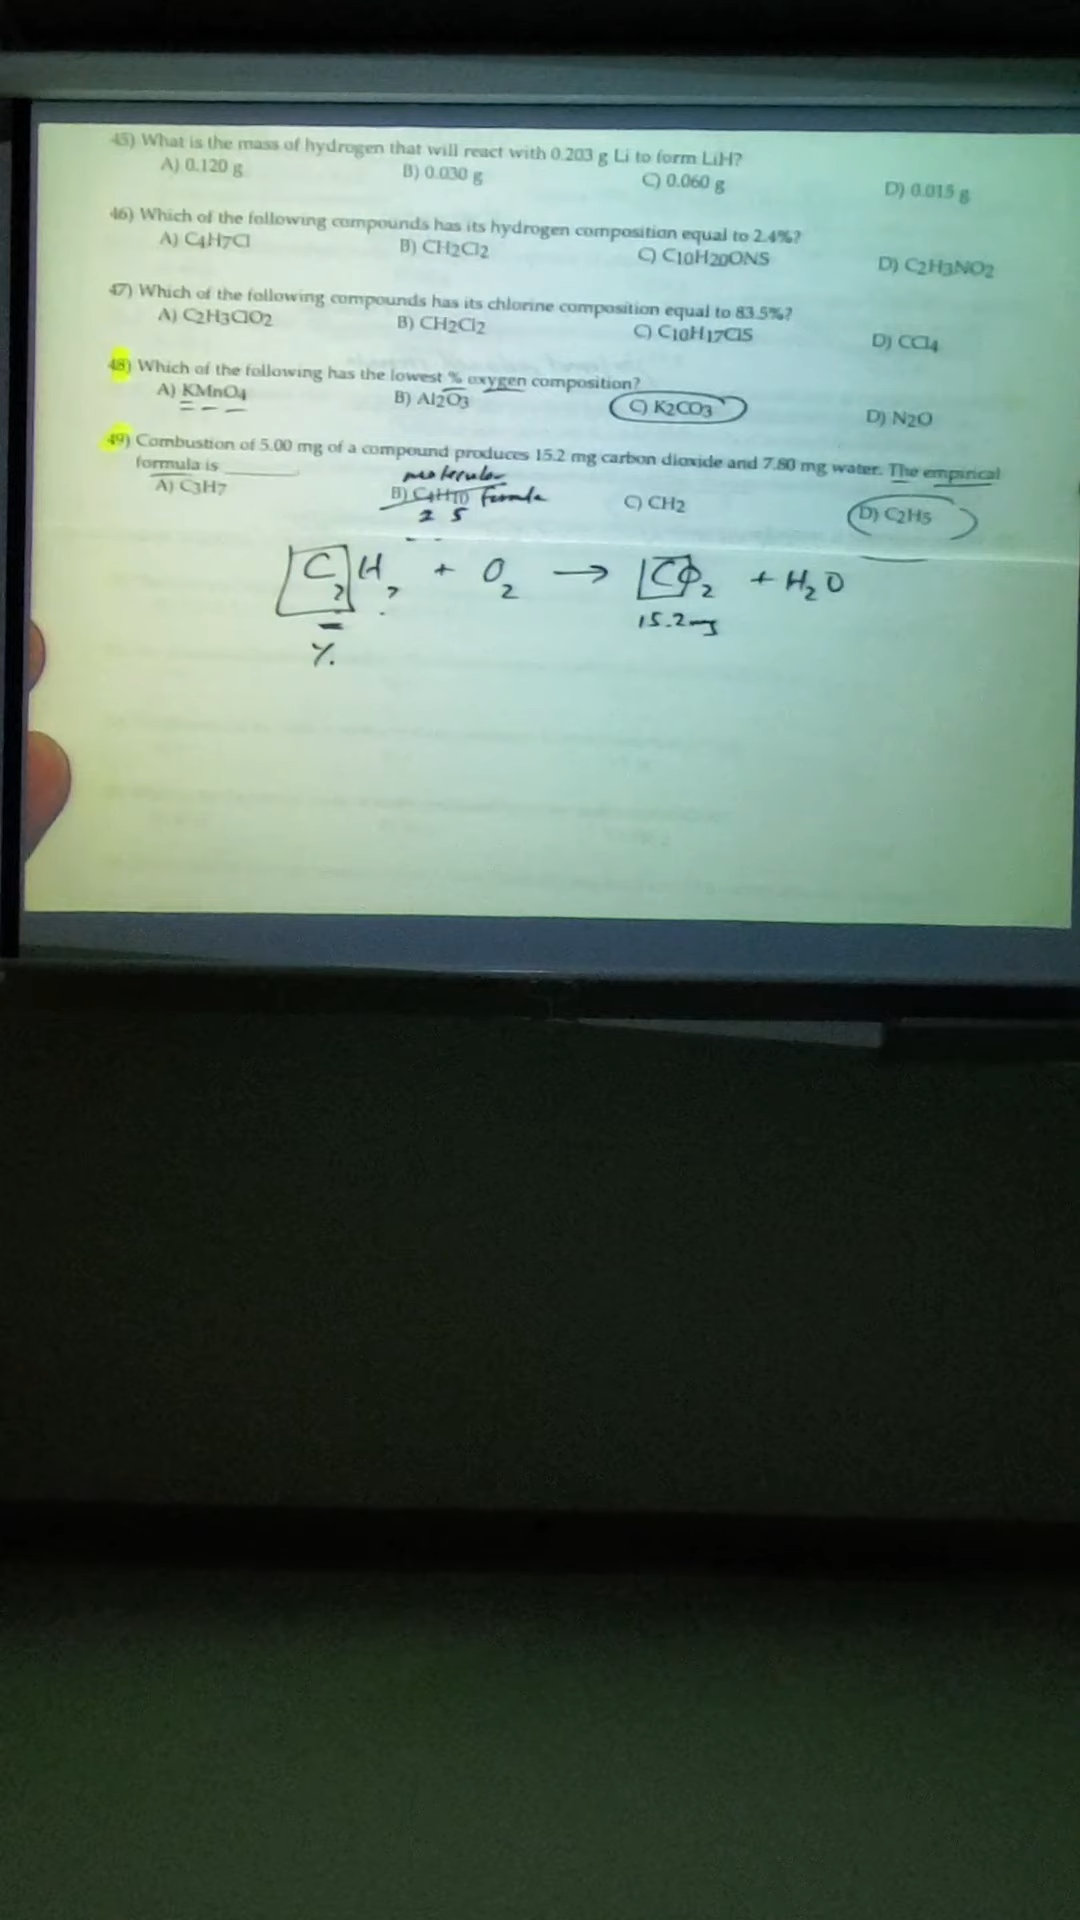 45) What is the mass of hydrogen that will react with 0.203 g Li to form LiH?
A) 0.120 g B) 0.030 g C) 0.060 g D) 0.015 g
46) Which of the following compounds has its hydrogen composition equal to 2.4%?
A) C4H7Cl B) CH2Cl2 C) C10H20ONS D) C2H3NO2
47) Which of the following compounds has its chlorine composition equal to 83.5%?
A) C2H3ClO2 B) CH2Cl2 C) C10H17ClS D) CCl4
48) Which of the following has the lowest % oxygen composition?
A) KMnO4 B) Al2O3 C) K2CO3 D) N2O
49) Combustion of 5.00 mg of a compound produces 15.2 mg carbon dioxide and 7.80 mg water. The empirical
formula is ________.
molecular
A) C3H7 B) C4H10 formula C) CH2 D) C2H5
2 5
C? H? + O2 → CO2 + H2O
15.2mg
%